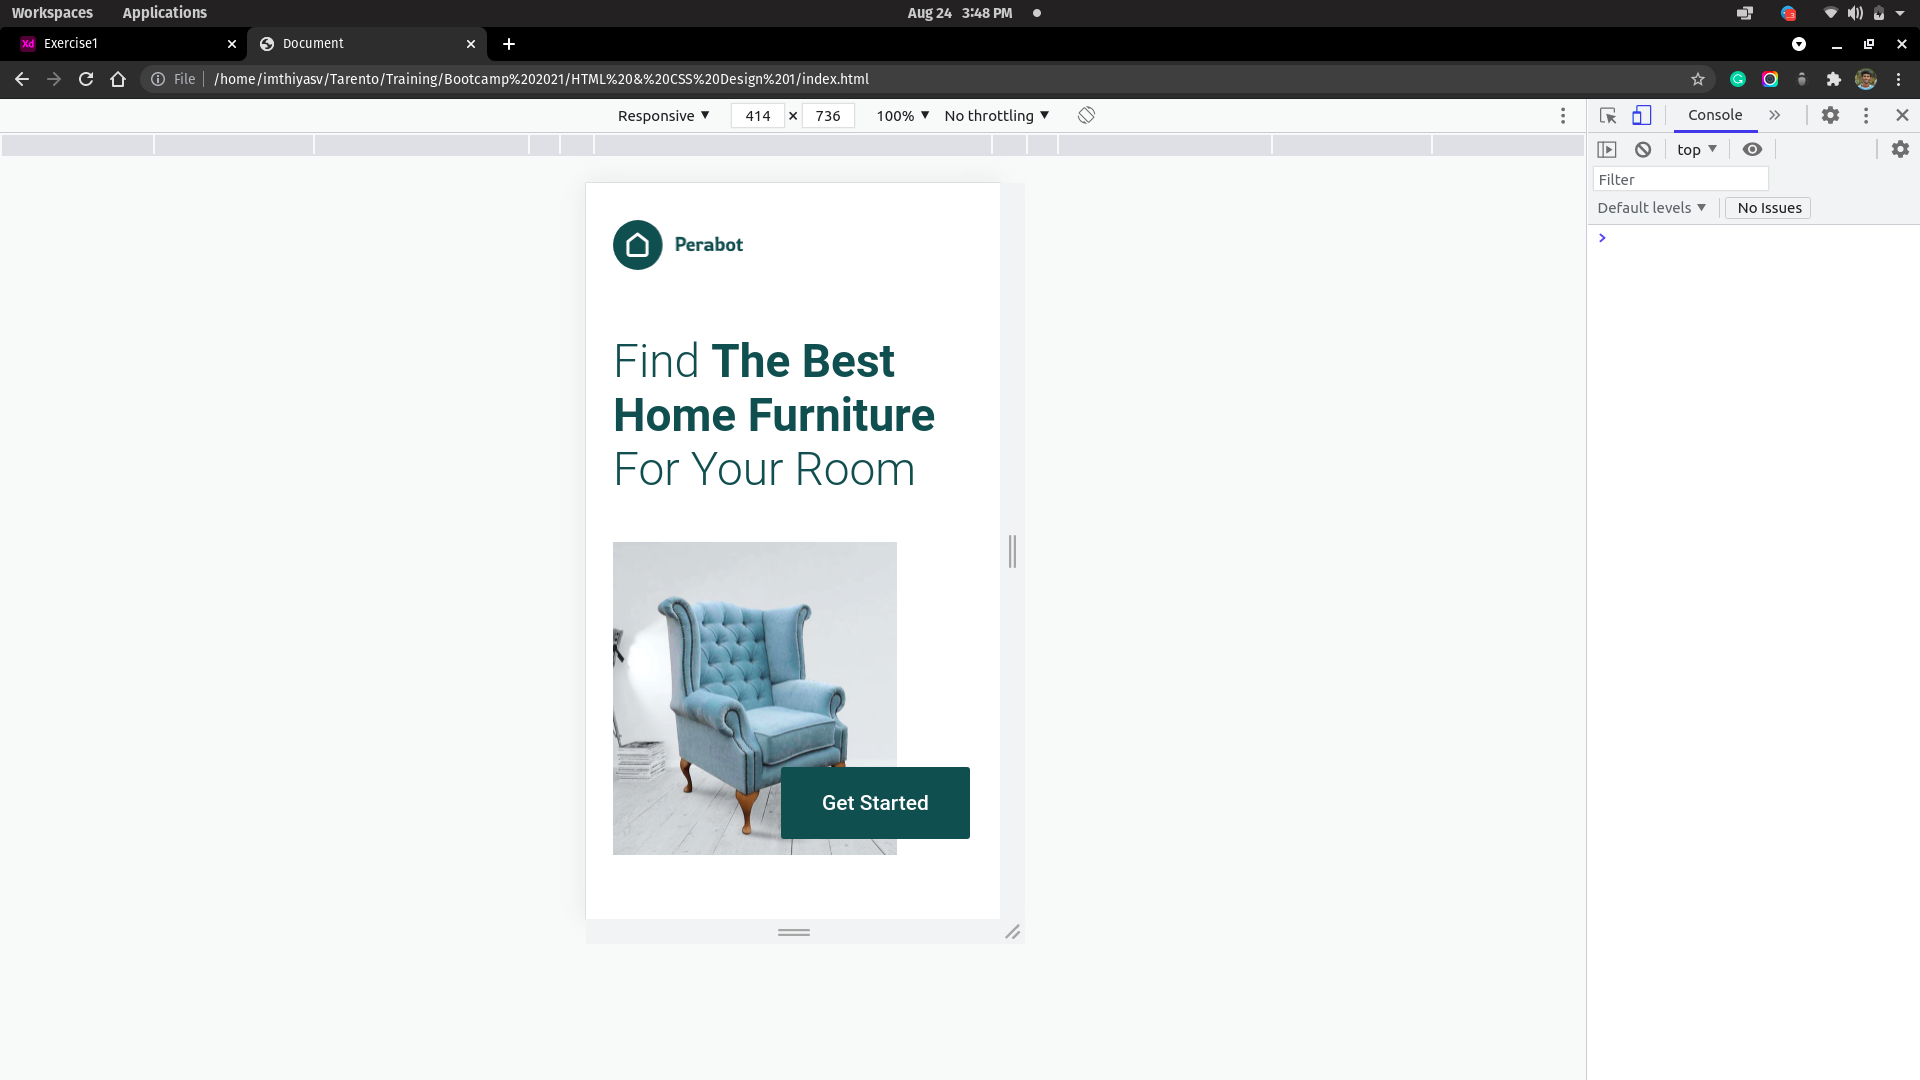 Workspaces Applications Aug 24 3:48 PM
Xd Exercise1 Document
File /home/imthiyasv/Tarento/Training/Bootcamp%202021/HTML%20&%20CSS%20Design%201/index.html
Responsive 414 × 736 100% No throttling Console
top
Filter
Default levels No Issues
Perabot
Find The Best
Home Furniture
For Your Room
Get Started